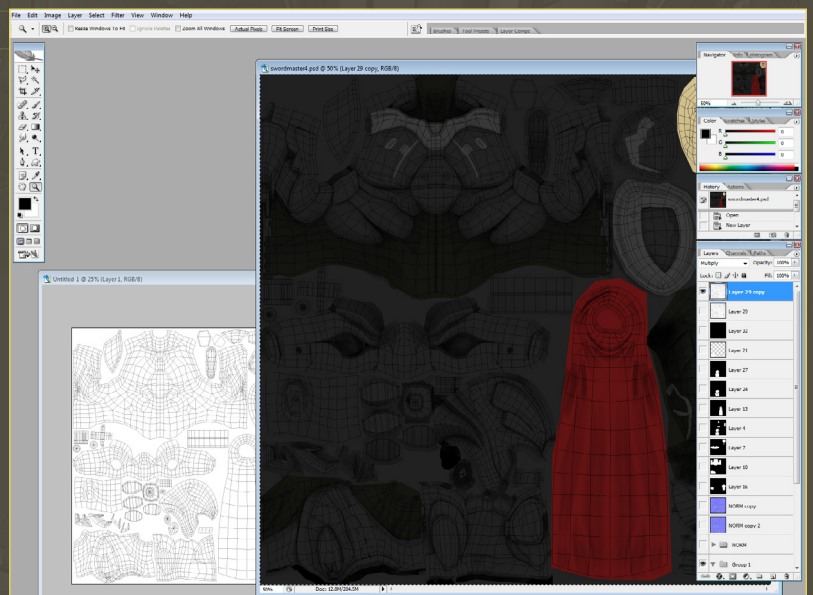 File Edit Image Layer Select Filter View Window Help
Resize Windows To Fit Ignore Palettes Zoom All Windows Actual Pixels Fit Screen Print Size
Brushes Tool Presets Layer Comps
swordmaster4.psd @ 50% (Layer 29 copy, RGB/8)
Navigator Info Histogram
50%
Color Swatches Styles
R 0
G 0
B 0
History Actions
swordmaster4.psd
Open
New Layer
Layers Channels Paths
Multiply Opacity: 100%
Lock: Fill: 100%
Layer 29 copy
Layer 29
Layer 32
Layer 21
Layer 27
Layer 24
Layer 13
Layer 4
Layer 7
Layer 10
Layer 16
NORM copy
NORM copy 2
NORM
Group 1
Untitled 1 @ 25% (Layer 1, RGB/8)
50% Doc: 12.0M/204.5M